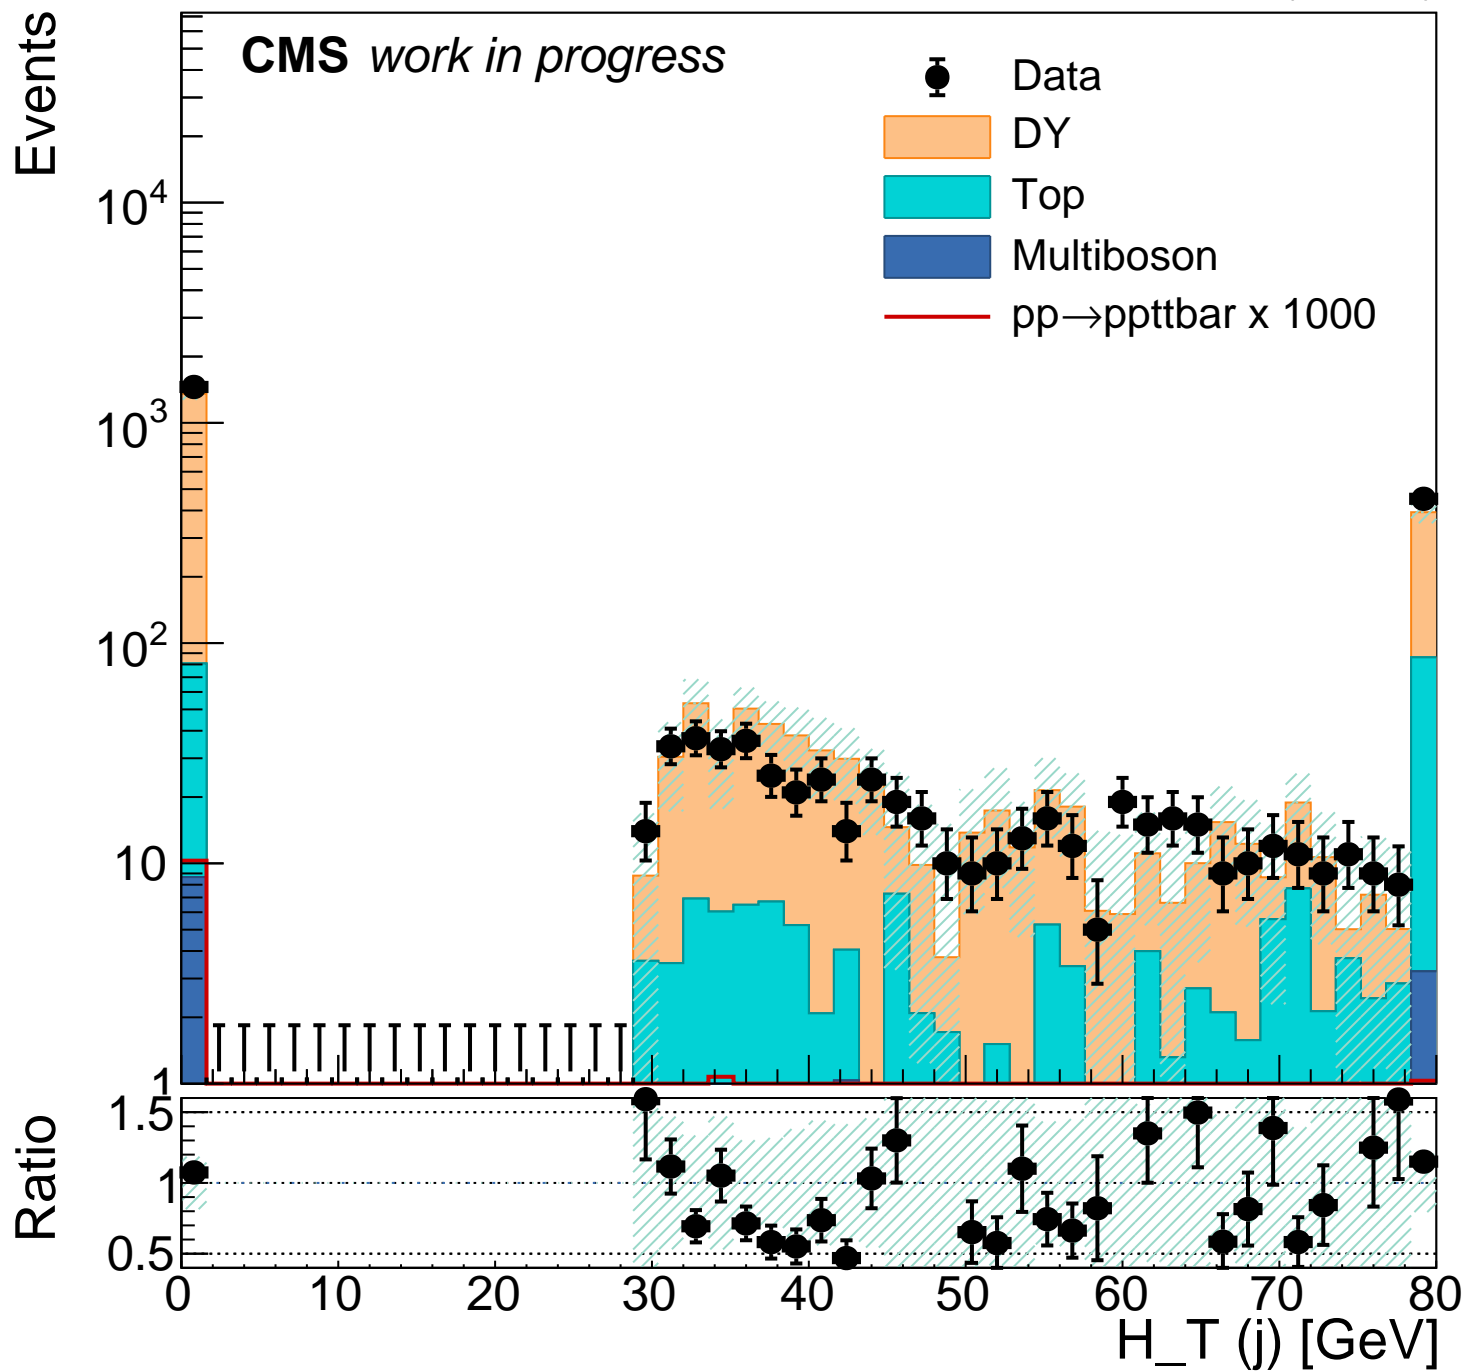 CMS work in progress
Events
Data
DY
Top
Multiboson
pp→ppttbar x 1000
10^4
10^3
10^2
10
1
Ratio
1.5
1
0.5
0 10 20 30 40 50 60 70 80
H_T (j) [GeV]